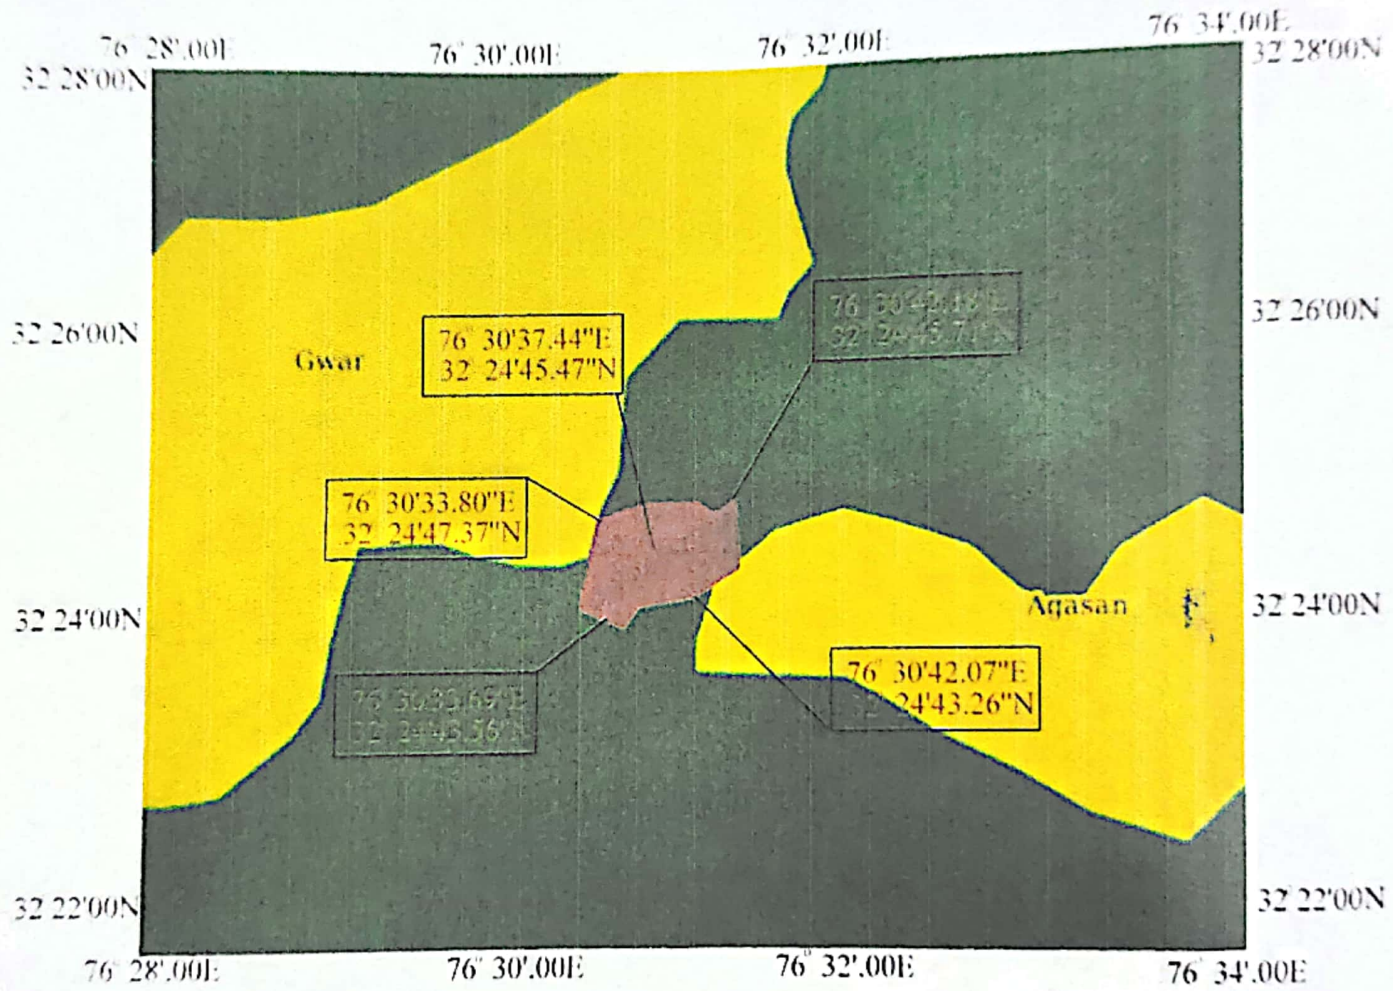 76° 28'.00E
76° 30'.00E
76° 32'.00E
76° 34'.00E
32 28'00N
32 28'00N
32 26'00N
32 26'00N
Gwar
76° 30'37.44"E
32° 24'45.47"N
76° 30'33.80"E
32° 24'47.37"N
32 24'00N
Agasan
32 24'00N
76° 30'42.07"E
32° 24'43.26"N
32 22'00N
32 22'00N
76° 28'.00E
76° 30'.00E
76° 32'.00E
76° 34'.00E